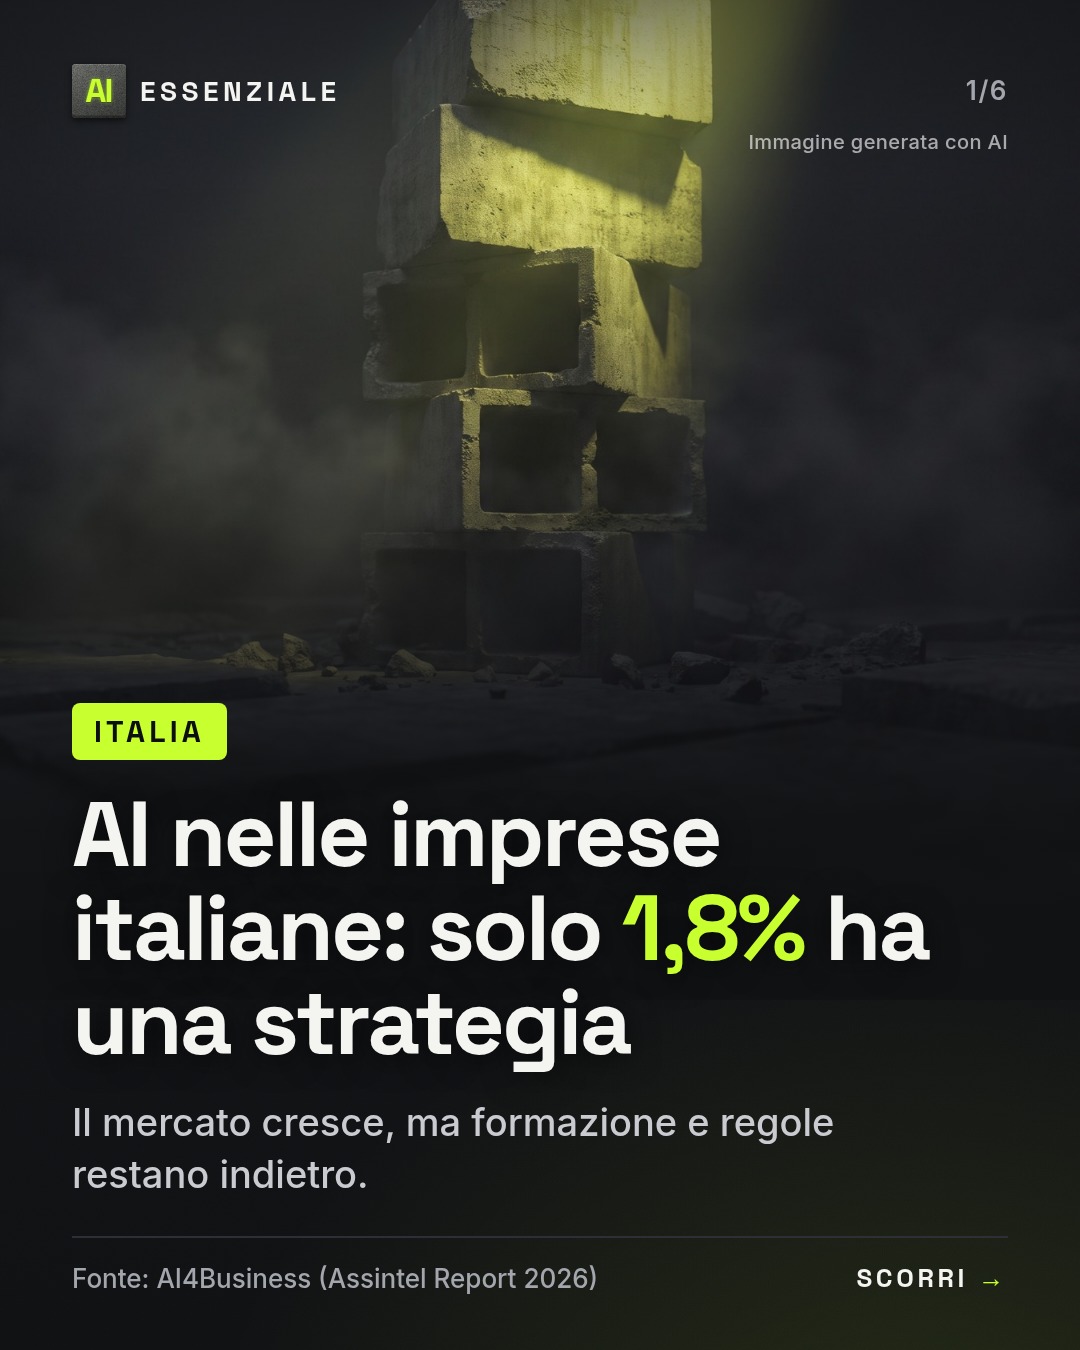 AI ESSENZIALE
1/6
Immagine generata con AI
ITALIA
AI nelle imprese
italiane: solo 1,8% ha
una strategia
Il mercato cresce, ma formazione e regole
restano indietro.
Fonte: AI4Business (Assintel Report 2026)
SCORRI →